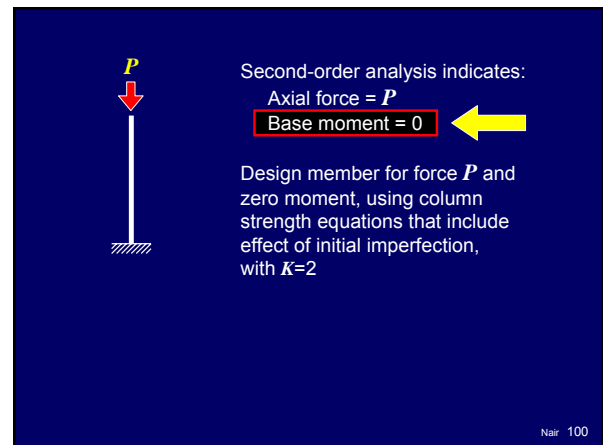 P
Second-order analysis indicates:
Axial force = P
Base moment = 0
Design member for force P and
zero moment, using column
strength equations that include
effect of initial imperfection,
with K=2
Nair 100